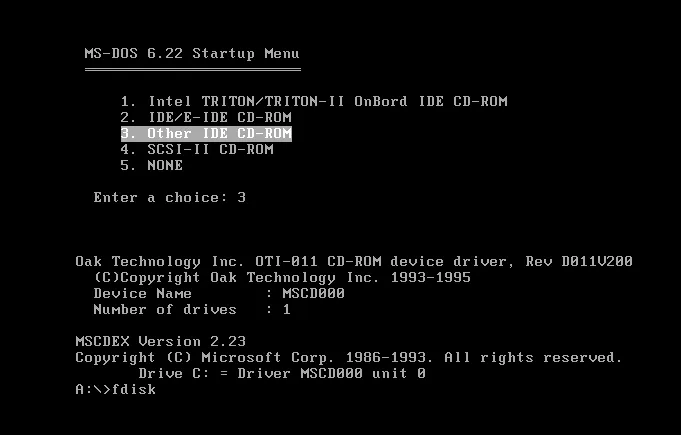 MS-DOS 6.22 Startup Menu
1. Intel TRITON/TRITON-II OnBord IDE CD-ROM
2. IDE/E-IDE CD-ROM
3. Other IDE CD-ROM
4. SCSI-II CD-ROM
5. NONE
Enter a choice: 3
Oak Technology Inc. OTI-011 CD-ROM device driver, Rev D011V200
(C)Copyright Oak Technology Inc. 1993-1995
Device Name : MSCD000
Number of drives : 1
MSCDEX Version 2.23
Copyright (C) Microsoft Corp. 1986-1993. All rights reserved.
Drive C: = Driver MSCD000 unit 0
A:\>fdisk